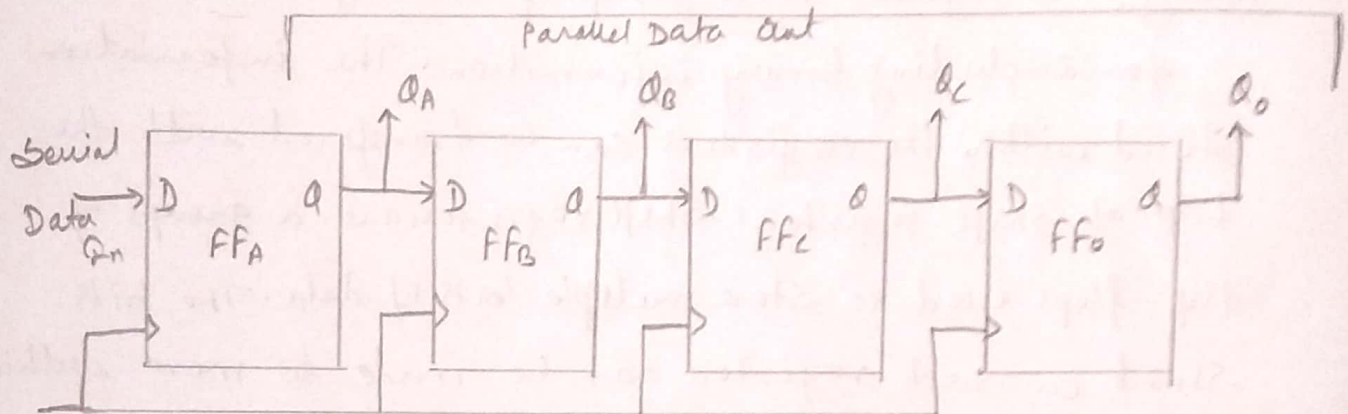 Parallel Data Out
QA QB QC QD
Serial
Data
In
D Q D Q D Q D Q
FFA FFB FFC FFD